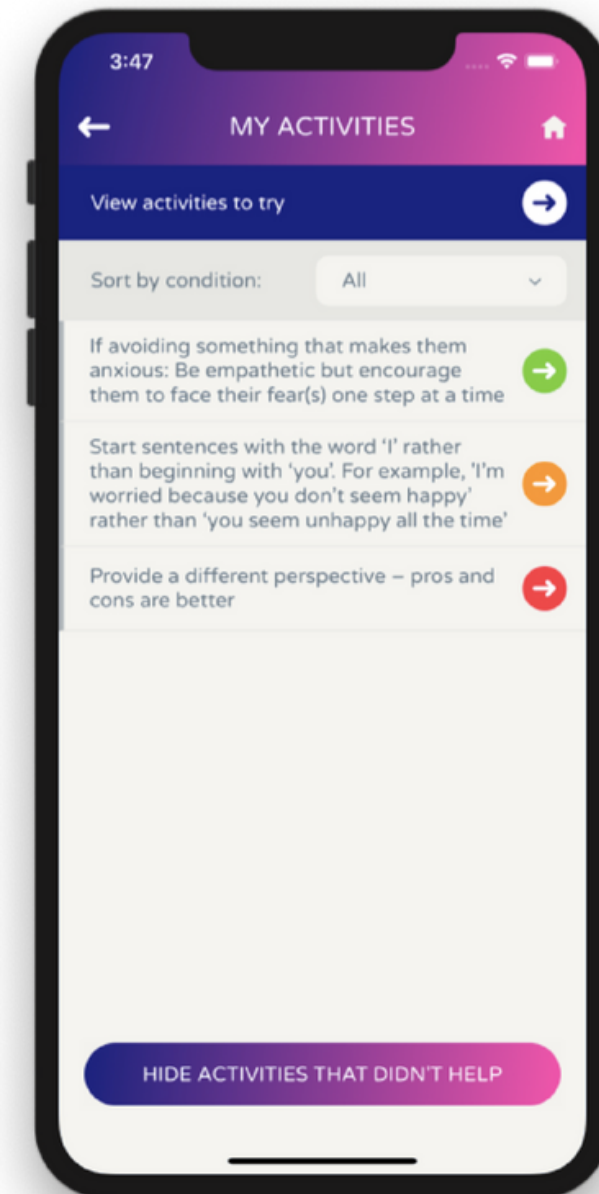 3:47
MY ACTIVITIES
View activities to try
Sort by condition: All
If avoiding something that makes them
anxious: Be empathetic but encourage
them to face their fear(s) one step at a time
Start sentences with the word ‘I’ rather
than beginning with ‘you’. For example, 'I'm
worried because you don't seem happy'
rather than ‘you seem unhappy all the time’
Provide a different perspective – pros and
cons are better
HIDE ACTIVITIES THAT DIDN'T HELP